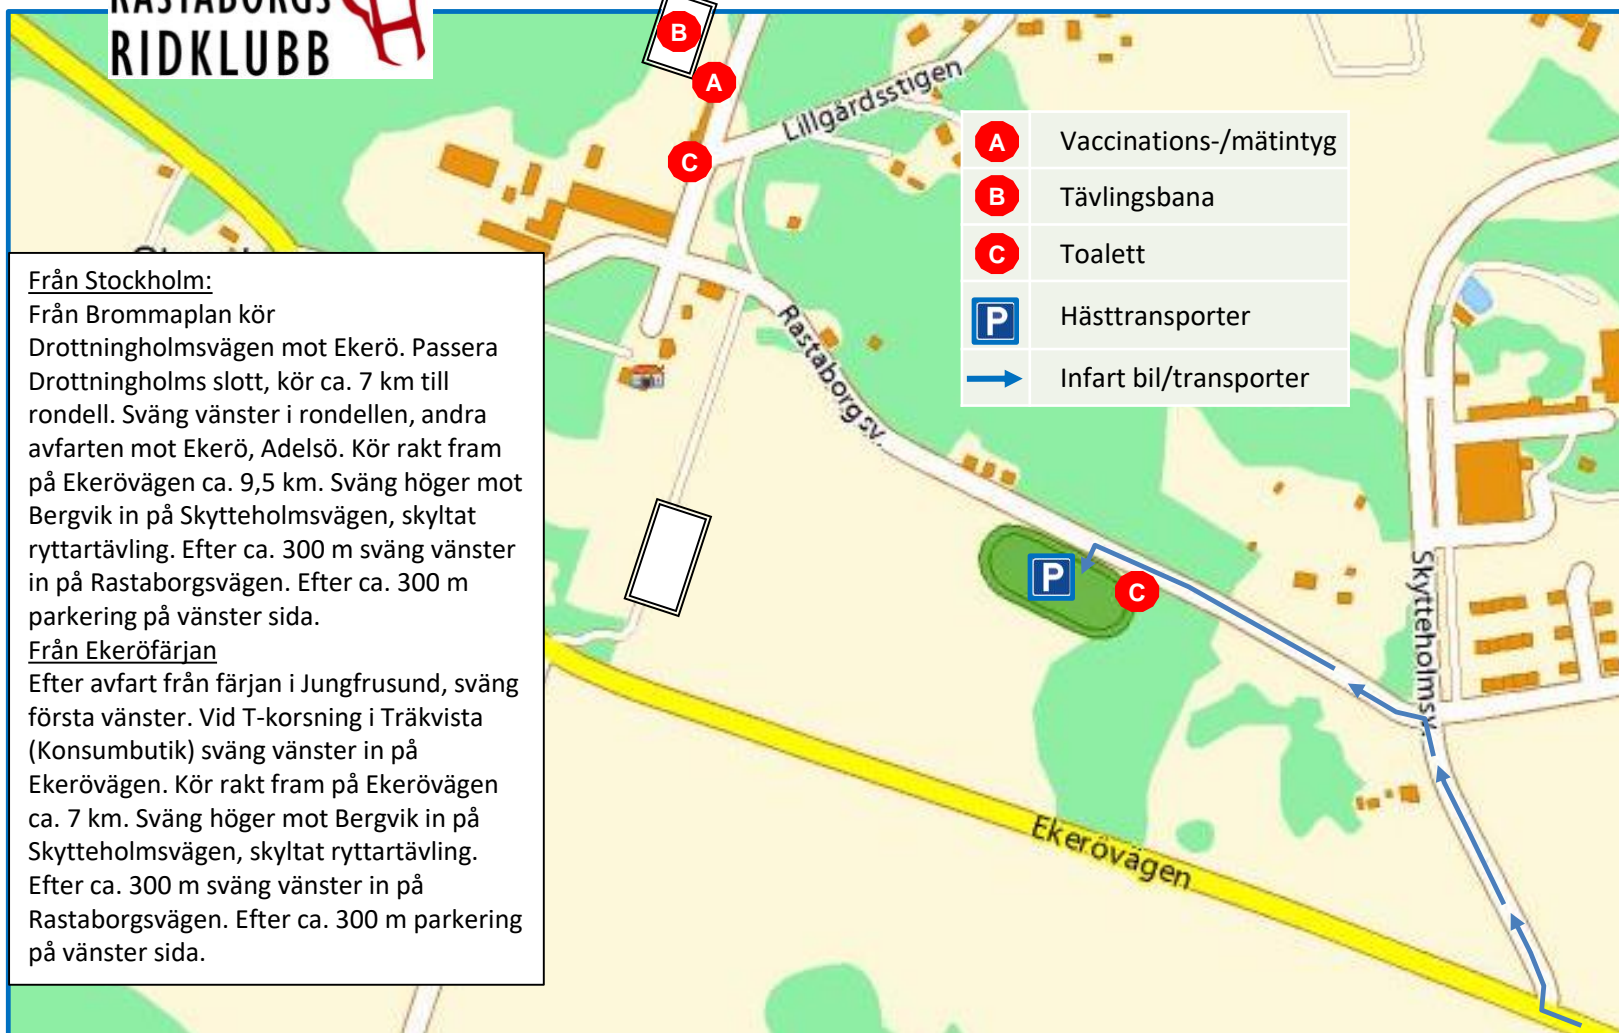 RASTABORGS
RIDKLUBB
B
A
Lillgårdsstigen
C
A Vaccinations-/mätintyg
B Tävlingsbana
C Toalett
P Hästtransporter
Infart bil/transporter
Från Stockholm:
Från Brommaplan kör
Drottningholmsvägen mot Ekerö. Passera
Drottningholms slott, kör ca. 7 km till
rondell. Sväng vänster i rondellen, andra
avfarten mot Ekerö, Adelsö. Kör rakt fram
på Ekerövägen ca. 9,5 km. Sväng höger mot
Bergvik in på Skytteholmsvägen, skyltat
ryttartävling. Efter ca. 300 m sväng vänster
in på Rastaborgsvägen. Efter ca. 300 m
parkering på vänster sida.
Från Ekeröfärjan
Efter avfart från färjan i Jungfrusund, sväng
första vänster. Vid T-korsning i Träkvista
(Konsumbutik) sväng vänster in på
Ekerövägen. Kör rakt fram på Ekerövägen
ca. 7 km. Sväng höger mot Bergvik in på
Skytteholmsvägen, skyltat ryttartävling.
Efter ca. 300 m sväng vänster in på
Rastaborgsvägen. Efter ca. 300 m parkering
på vänster sida.
Rastaborgsv.
P
C
Skytteholmsv.
Ekerövägen